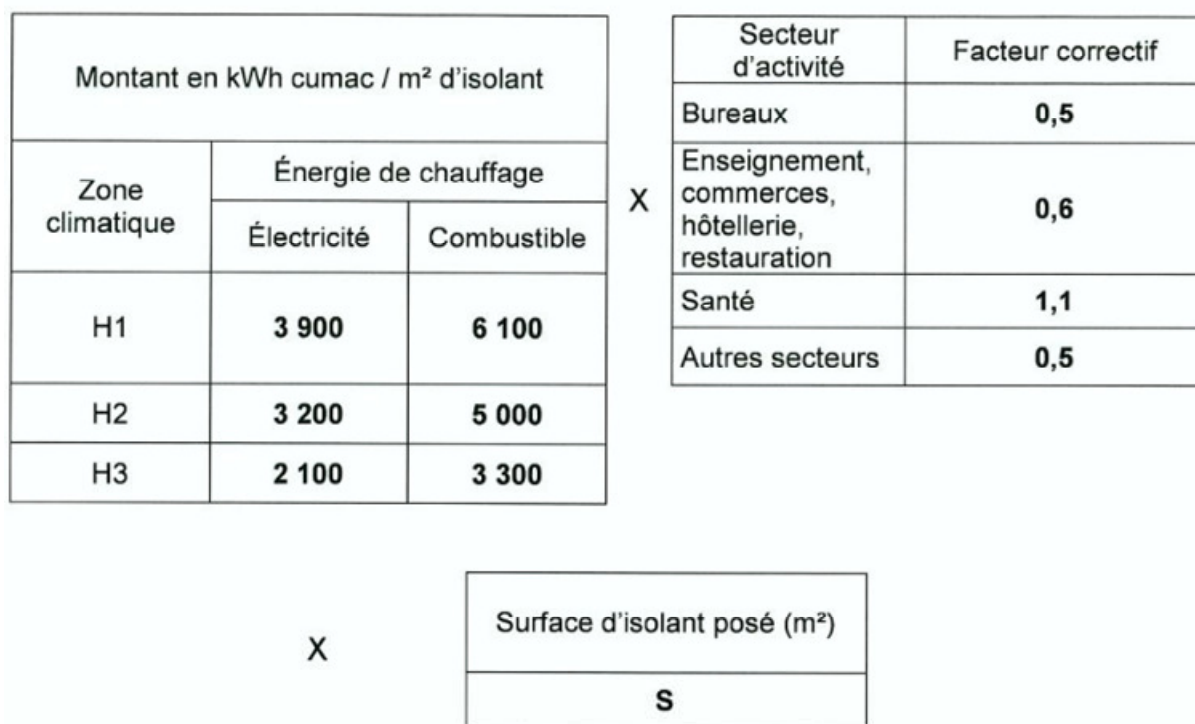 Montant en kWh cumac / m² d'isolant
Zone
climatique
Énergie de chauffage
Électricité
Combustible
H1
3 900
6 100
H2
3 200
5 000
H3
2 100
3 300
X
Secteur
d'activité
Facteur correctif
Bureaux
0,5
Enseignement,
commerces,
hôtellerie,
restauration
0,6
Santé
1,1
Autres secteurs
0,5
X
Surface d'isolant posé (m²)
S